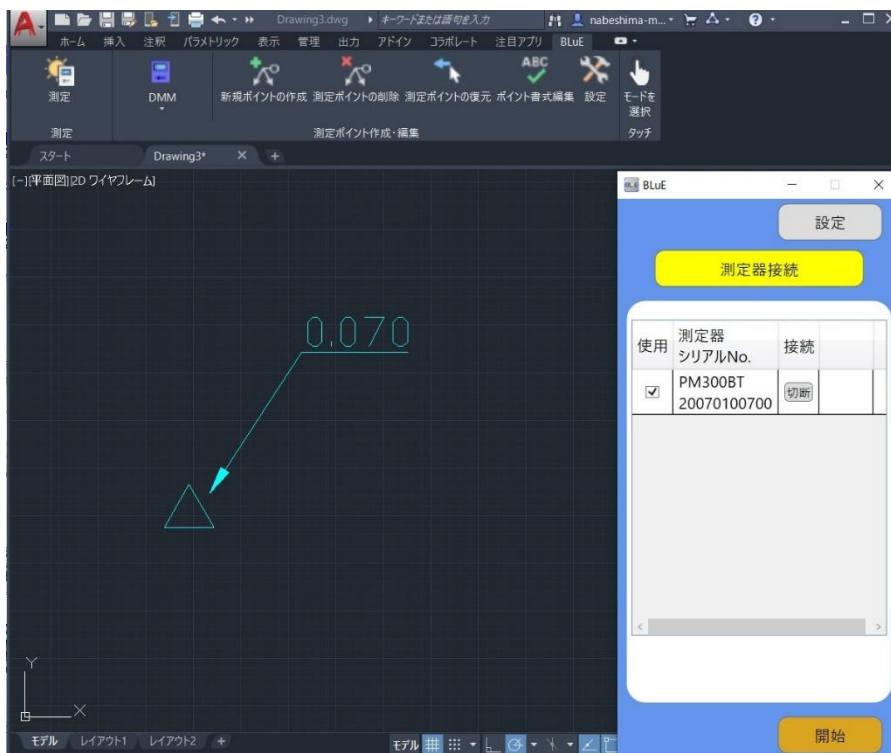 Drawing3.dwg キーワードまたは語句を入力 nabeshima-m...
ホーム 挿入 注釈 パラメトリック 表示 管理 出力 アドイン コラボレート 注目アプリ BLuE
測定 DMM 新規ポイントの作成 測定ポイントの削除 測定ポイントの復元 ABC ポイント書式編集 設定 モードを
選択
測定 測定ポイント作成・編集 タッチ
スタート Drawing3* +
[-][平面図][2D ワイヤフレーム]
0.070
Y
X
モデル レイアウト1 レイアウト2 + モデル
BLuE
設定
測定器接続
使用 測定器
シリアルNo. 接続
PM300BT
20070100700 切断
開始